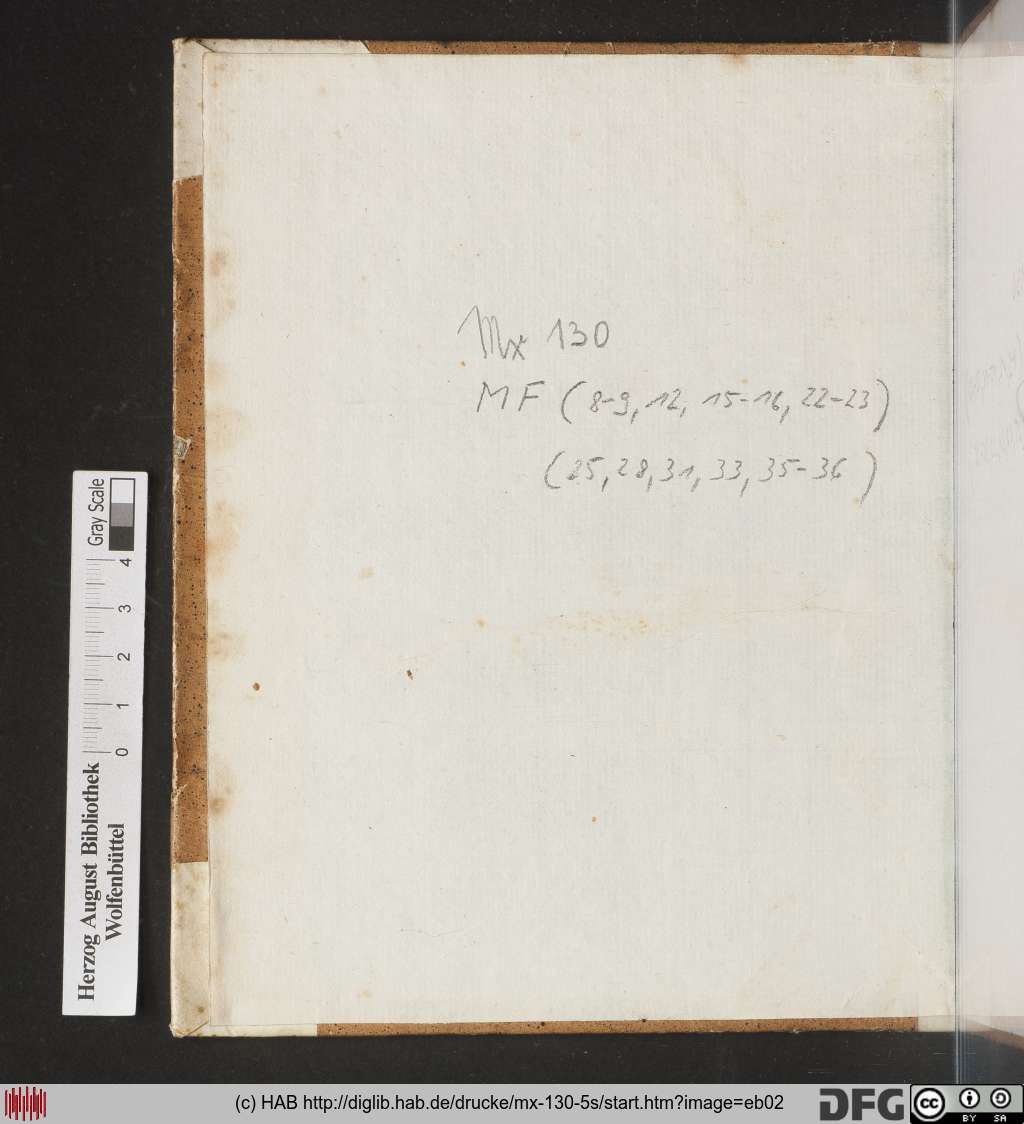 Mx 130
MF (8-9, 12, 15-16, 22-23)
(25, 28, 31, 33, 35-36)
Gray Scale
0 1 2 3 4
Herzog August Bibliothek
Wolfenbüttel
(c) HAB http://diglib.hab.de/drucke/mx-130-5s/start.htm?image=eb02
DFG
cc BY SA